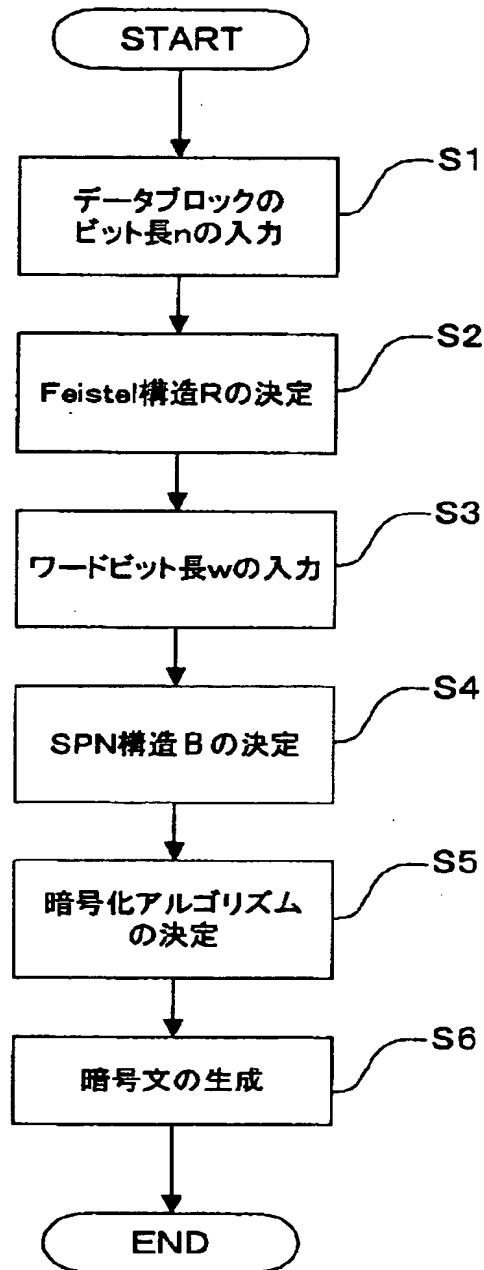 START
S1
データブロックの
ビット長nの入力
S2
Feistel構造Rの決定
S3
ワードビット長wの入力
S4
SPN構造Bの決定
S5
暗号化アルゴリズム
の決定
S6
暗号文の生成
END